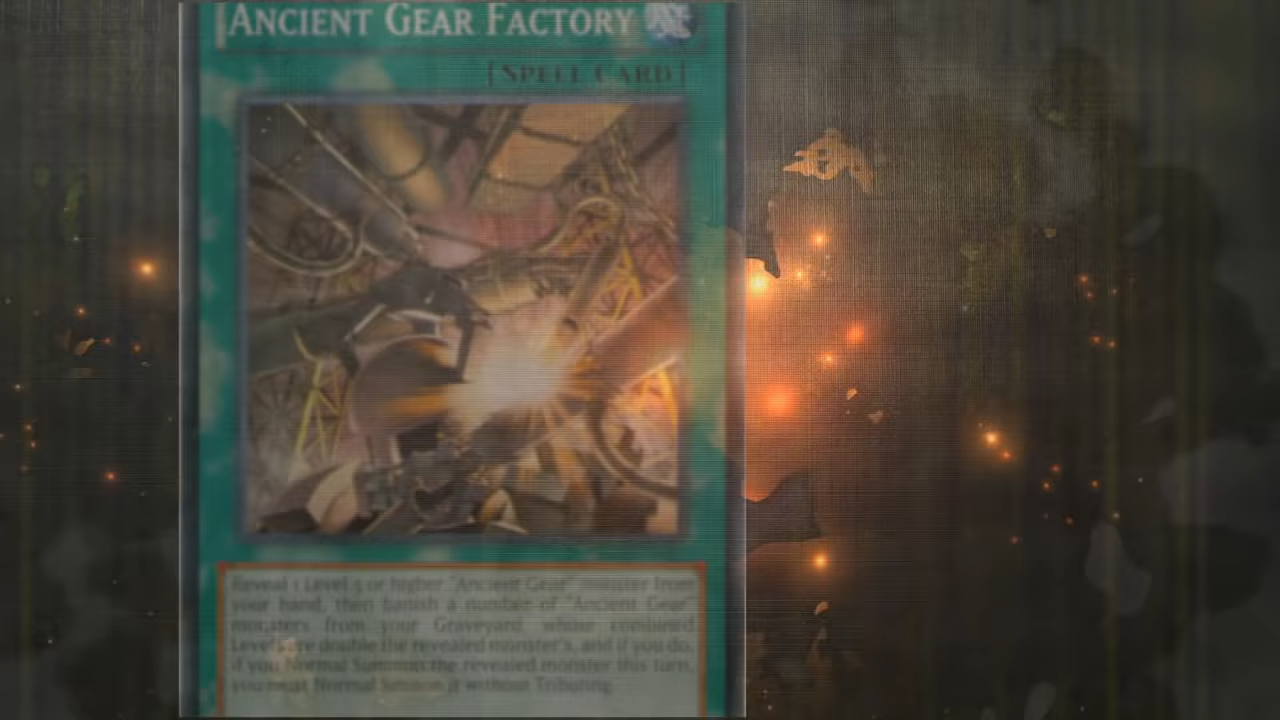 ANCIENT GEAR FACTORY
[SPELL CARD]
Reveal 1 Level 5 or higher "Ancient Gear" monster from
your hand, then banish a number of "Ancient Gear"
monsters from your Graveyard whose combined
Levels are double the revealed monster's, and if you do,
if you Normal Summon the revealed monster this turn,
you must Normal Summon it without Tributing.